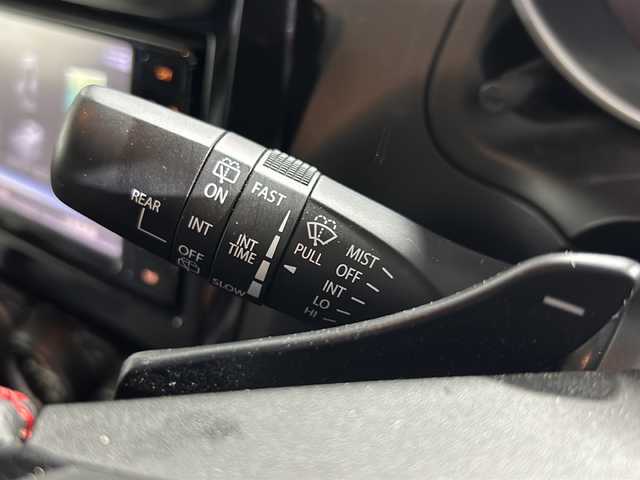 REAR
ON
INT
OFF
FAST
INT
TIME
SLOW
PULL
MIST
OFF
INT
LO
HI